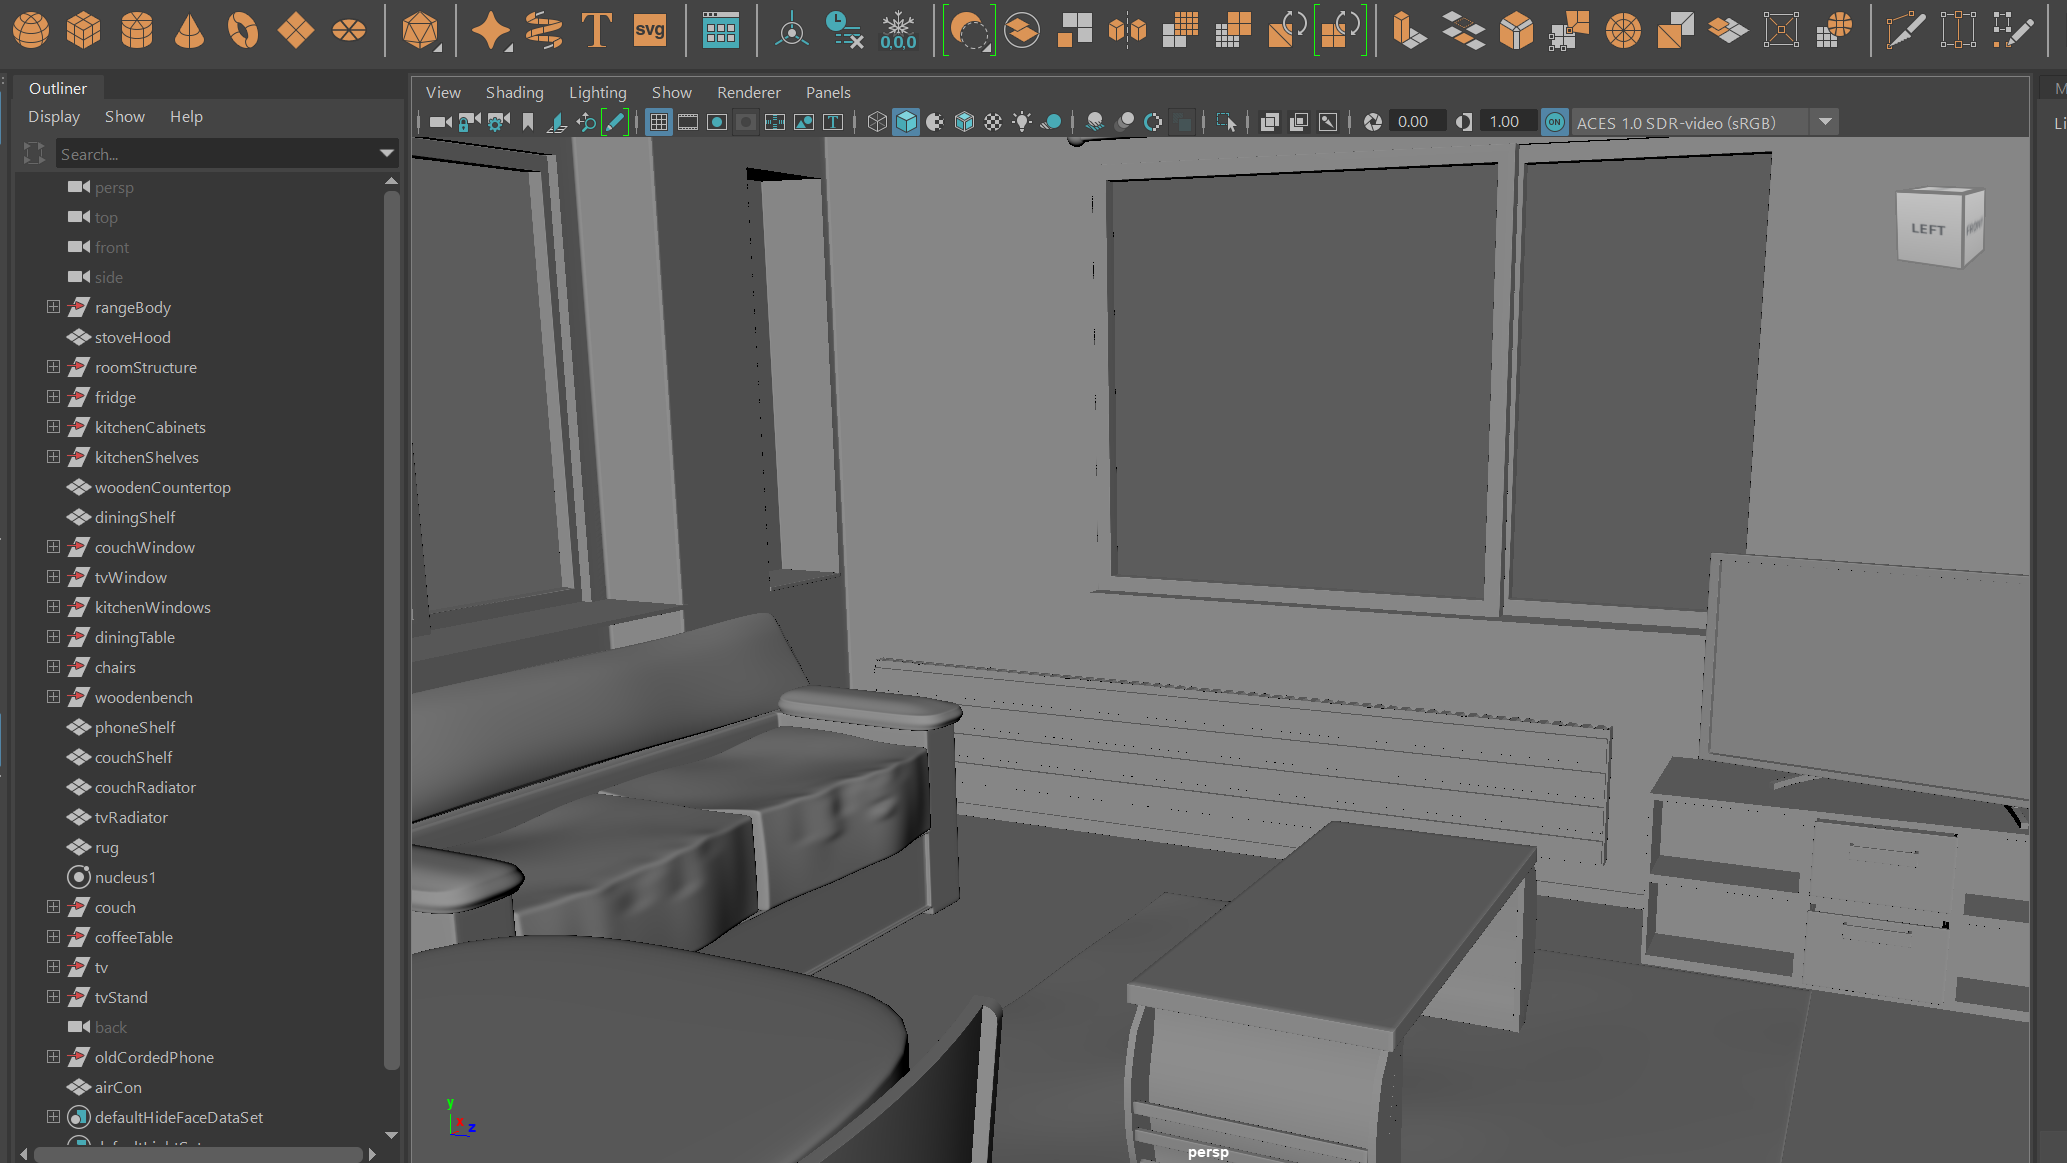 svg
0,0,0
Outliner
Display Show Help
Search...
persp
top
front
side
rangeBody
stoveHood
roomStructure
fridge
kitchenCabinets
kitchenShelves
woodenCountertop
diningShelf
couchWindow
tvWindow
kitchenWindows
diningTable
chairs
woodenbench
phoneShelf
couchShelf
couchRadiator
tvRadiator
rug
nucleus1
couch
coffeeTable
tv
tvStand
back
oldCordedPhone
airCon
defaultHideFaceDataSet
View Shading Lighting Show Renderer Panels
0.00 1.00 ON ACES 1.0 SDR-video (sRGB)
LEFT
y
x z
persp
M
Li